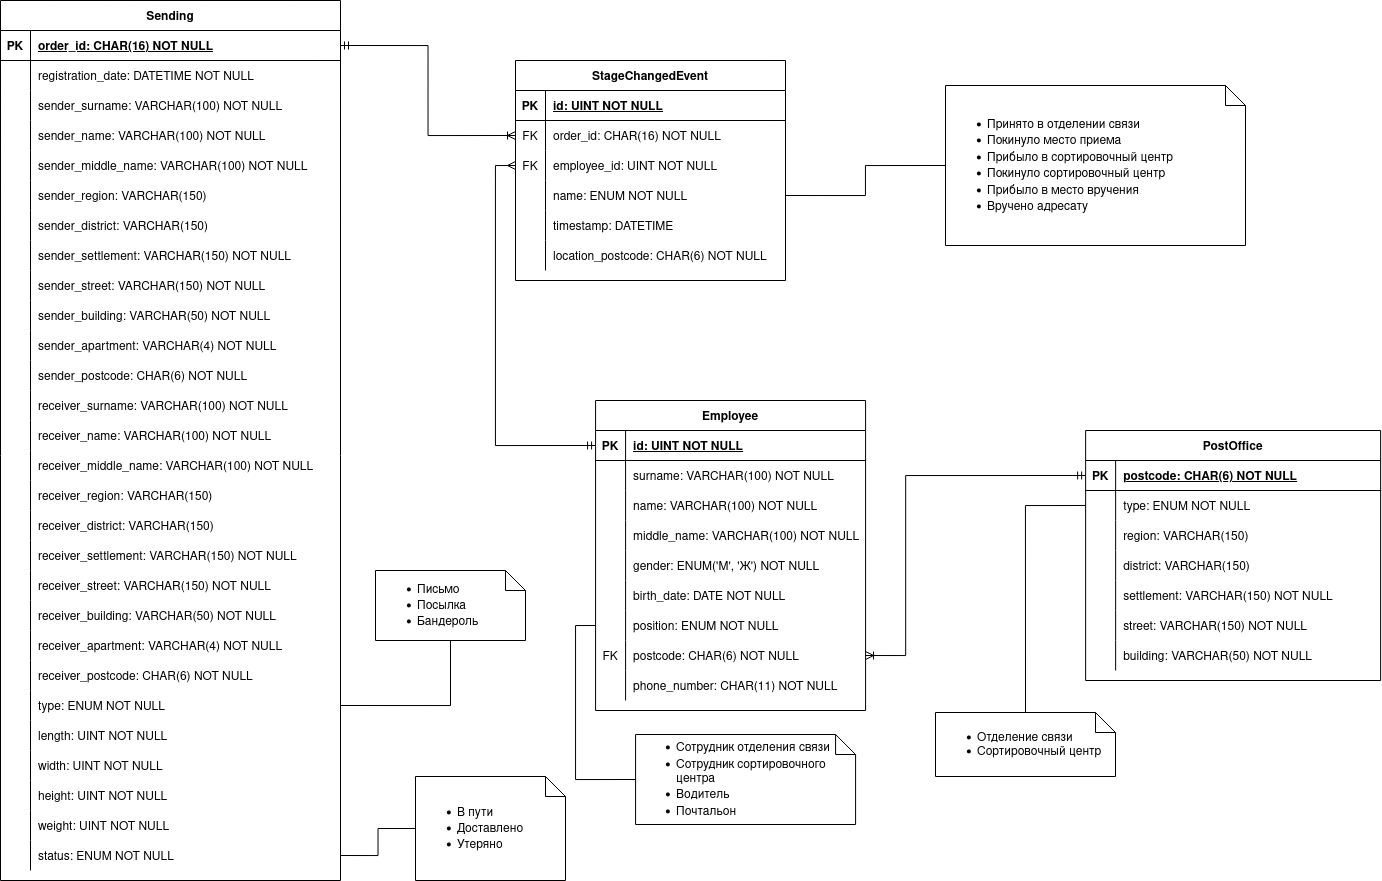 Sending
PK order_id: CHAR(16) NOT NULL
registration_date: DATETIME NOT NULL
sender_surname: VARCHAR(100) NOT NULL
sender_name: VARCHAR(100) NOT NULL
sender_middle_name: VARCHAR(100) NOT NULL
sender_region: VARCHAR(150)
sender_district: VARCHAR(150)
sender_settlement: VARCHAR(150) NOT NULL
sender_street: VARCHAR(150) NOT NULL
sender_building: VARCHAR(50) NOT NULL
sender_apartment: VARCHAR(4) NOT NULL
sender_postcode: CHAR(6) NOT NULL
receiver_surname: VARCHAR(100) NOT NULL
receiver_name: VARCHAR(100) NOT NULL
receiver_middle_name: VARCHAR(100) NOT NULL
receiver_region: VARCHAR(150)
receiver_district: VARCHAR(150)
receiver_settlement: VARCHAR(150) NOT NULL
receiver_street: VARCHAR(150) NOT NULL
receiver_building: VARCHAR(50) NOT NULL
receiver_apartment: VARCHAR(4) NOT NULL
receiver_postcode: CHAR(6) NOT NULL
type: ENUM NOT NULL
length: UINT NOT NULL
width: UINT NOT NULL
height: UINT NOT NULL
weight: UINT NOT NULL
status: ENUM NOT NULL
StageChangedEvent
PK id: UINT NOT NULL
FK order_id: CHAR(16) NOT NULL
FK employee_id: UINT NOT NULL
name: ENUM NOT NULL
timestamp: DATETIME
location_postcode: CHAR(6) NOT NULL
• Принято в отделении связи
• Покинуло место приема
• Прибыло в сортировочный центр
• Покинуло сортировочный центр
• Прибыло в место вручения
• Вручено адресату
Employee
PK id: UINT NOT NULL
surname: VARCHAR(100) NOT NULL
name: VARCHAR(100) NOT NULL
middle_name: VARCHAR(100) NOT NULL
gender: ENUM('М', 'Ж') NOT NULL
birth_date: DATE NOT NULL
position: ENUM NOT NULL
FK postcode: CHAR(6) NOT NULL
phone_number: CHAR(11) NOT NULL
PostOffice
PK postcode: CHAR(6) NOT NULL
type: ENUM NOT NULL
region: VARCHAR(150)
district: VARCHAR(150)
settlement: VARCHAR(150) NOT NULL
street: VARCHAR(150) NOT NULL
building: VARCHAR(50) NOT NULL
• Письмо
• Посылка
• Бандероль
• В пути
• Доставлено
• Утеряно
• Сотрудник отделения связи
• Сотрудник сортировочного
центра
• Водитель
• Почтальон
• Отделение связи
• Сортировочный центр